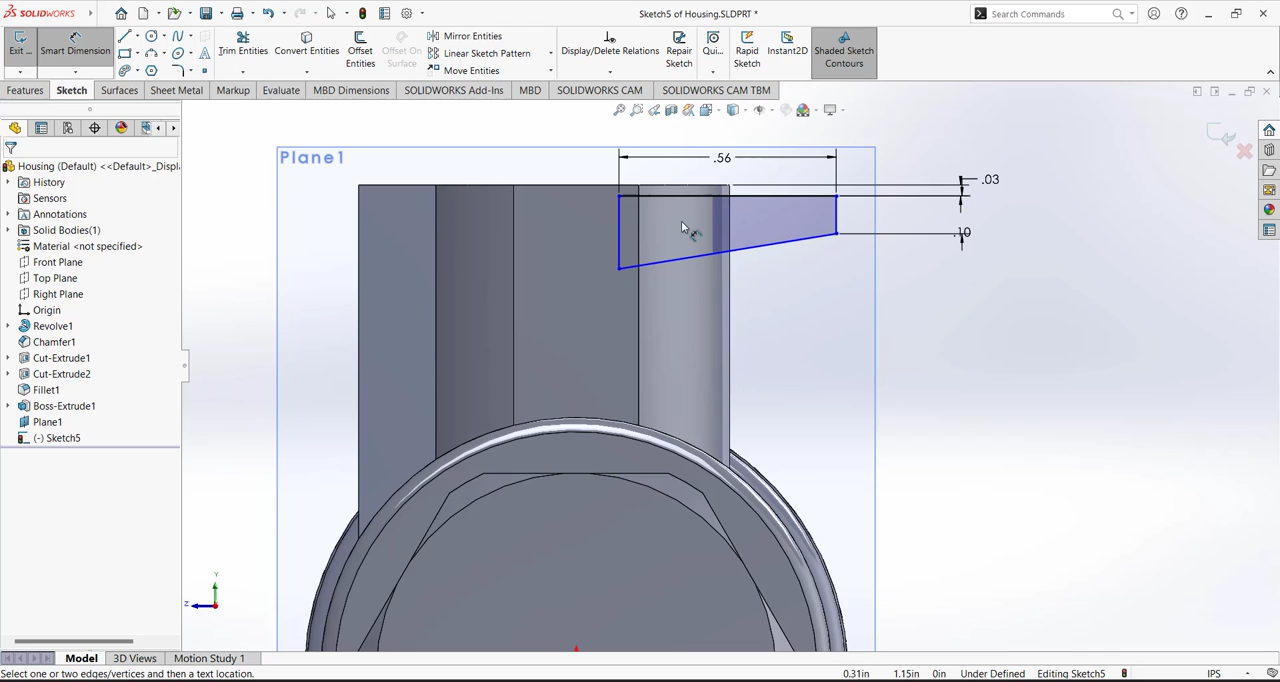 SOLIDWORKS
Sketch5 of Housing.SLDPRT *
Search Commands
Exit ...
Smart Dimension
Trim Entities
Convert Entities
Offset Entities
Offset On Surface
Mirror Entities
Linear Sketch Pattern
Move Entities
Display/Delete Relations
Repair Sketch
Qui...
Rapid Sketch
Instant2D
Shaded Sketch Contours
Features
Sketch
Surfaces
Sheet Metal
Markup
Evaluate
MBD Dimensions
SOLIDWORKS Add-Ins
MBD
SOLIDWORKS CAM
SOLIDWORKS CAM TBM
Housing (Default) <<Default>_Displ
History
Sensors
Annotations
Solid Bodies(1)
Material <not specified>
Front Plane
Top Plane
Right Plane
Origin
Revolve1
Chamfer1
Cut-Extrude1
Cut-Extrude2
Fillet1
Boss-Extrude1
Plane1
(-) Sketch5
Plane1
.56
.03
.10
Y
Z
Model
3D Views
Motion Study 1
Select one or two edges/vertices and then a text location.
0.31in
1.15in
0in
Under Defined
Editing Sketch5
IPS